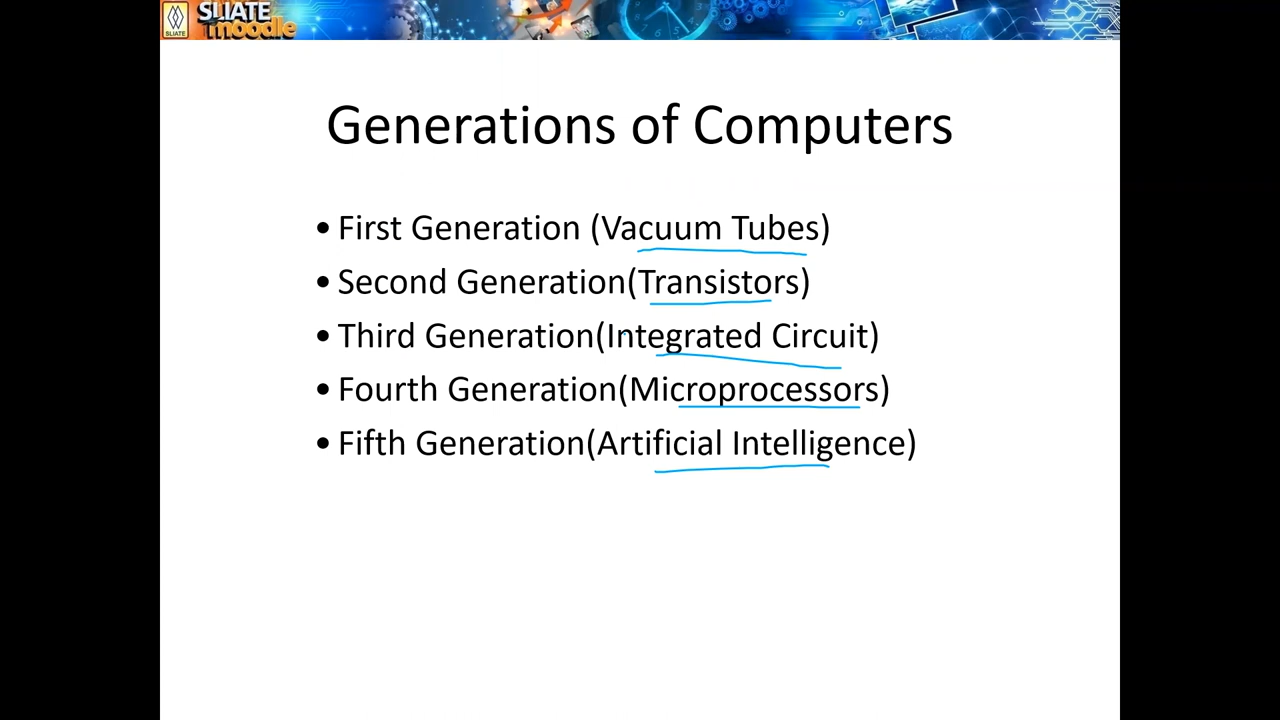 SLIATE
SLIATE
moodle
Generations of Computers
• First Generation (Vacuum Tubes)
• Second Generation(Transistors)
• Third Generation(Integrated Circuit)
• Fourth Generation(Microprocessors)
• Fifth Generation(Artificial Intelligence)